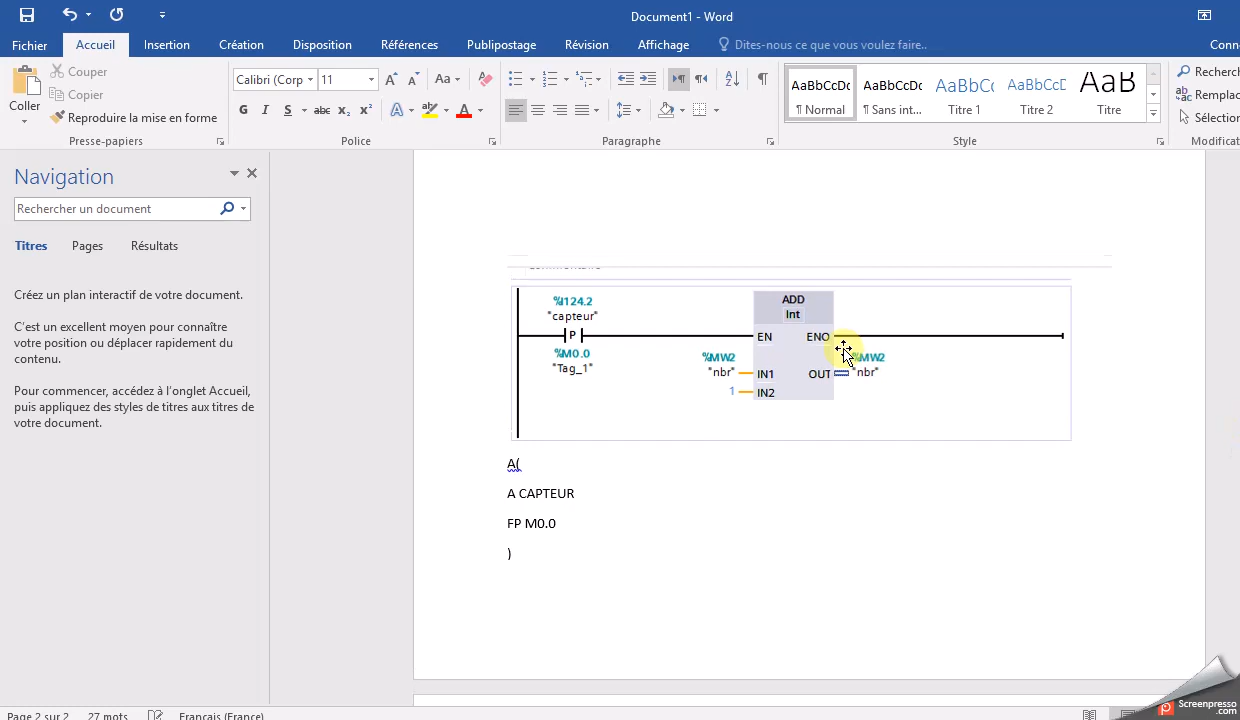 Document1 - Word
Fichier Accueil Insertion Création Disposition Références Publipostage Révision Affichage Dites-nous ce que vous voulez faire.. Conn
Coller
Couper
Copier
Reproduire la mise en forme
Presse-papiers
Calibri (Corp 11
Police
Paragraphe
AaBbCcDc AaBbCcDc AaBbCc AaBbCcD AaB
¶ Normal ¶ Sans int... Titre 1 Titre 2 Titre
Style
Recherch
Remplac
Sélection
Modificat
Navigation
Rechercher un document
Titres Pages Résultats
Créez un plan interactif de votre document.
C'est un excellent moyen pour connaître
votre position ou déplacer rapidement du
contenu.
Pour commencer, accédez à l'onglet Accueil,
puis appliquez des styles de titres aux titres de
votre document.
%I124.2
"capteur"
P
%M0.0
"Tag_1"
ADD
Int
EN ENO
%MW2 %MW2
"nbr" IN1 OUT "nbr"
1 IN2
A(
A CAPTEUR
FP M0.0
)
Page 2 sur 2 27 mots Français (France)
Screenpresso
.com